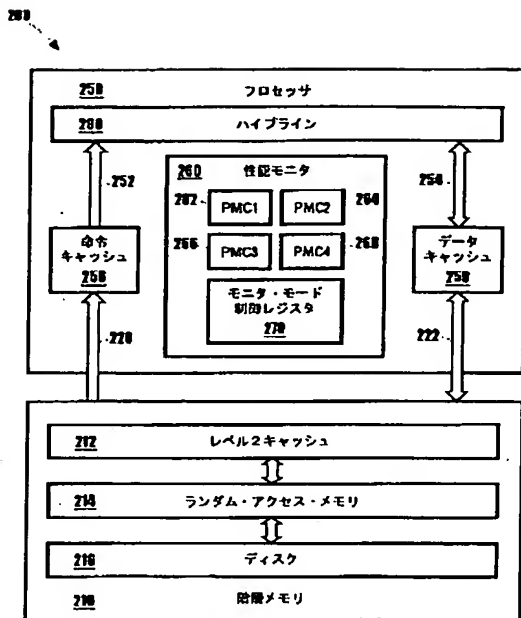 200
250 プロセッサ
280 パイプライン
252
260 性能モニタ
254
262 PMC1 PMC2 264
266 PMC3 PMC4 268
命令
キャッシュ
256
データ
キャッシュ
258
モニタ・モード
制御レジスタ
270
220
222
212 レベル2キャッシュ
214 ランダム・アクセス・メモリ
216 ディスク
210 階層メモリ